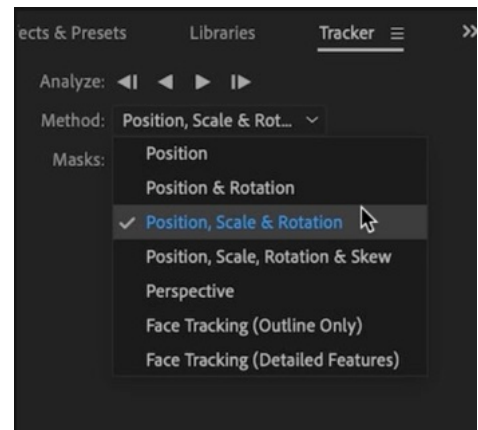 ects & Presets Libraries Tracker
Analyze:
Method: Position, Scale & Rot...
Masks:
Position
Position & Rotation
Position, Scale & Rotation
Position, Scale, Rotation & Skew
Perspective
Face Tracking (Outline Only)
Face Tracking (Detailed Features)